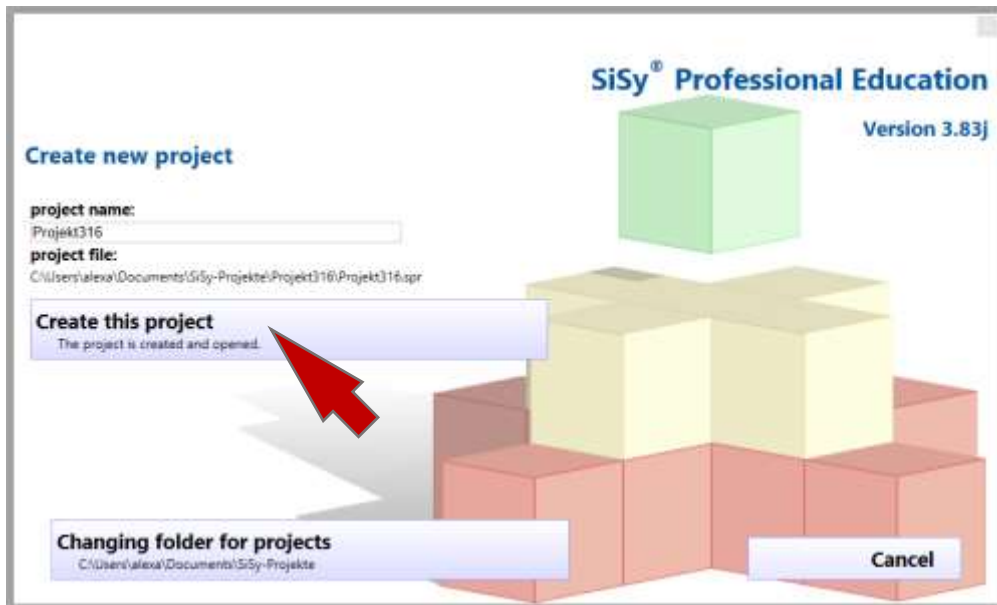 SiSy® Professional Education
Version 3.83j
Create new project
project name:
Projekt316
project file:
C:\Users\alexa\Documents\SiSy-Projekte\Projekt316\Projekt316.spr
Create this project
The project is created and opened.
Changing folder for projects
C:\Users\alexa\Documents\SiSy-Projekte
Cancel